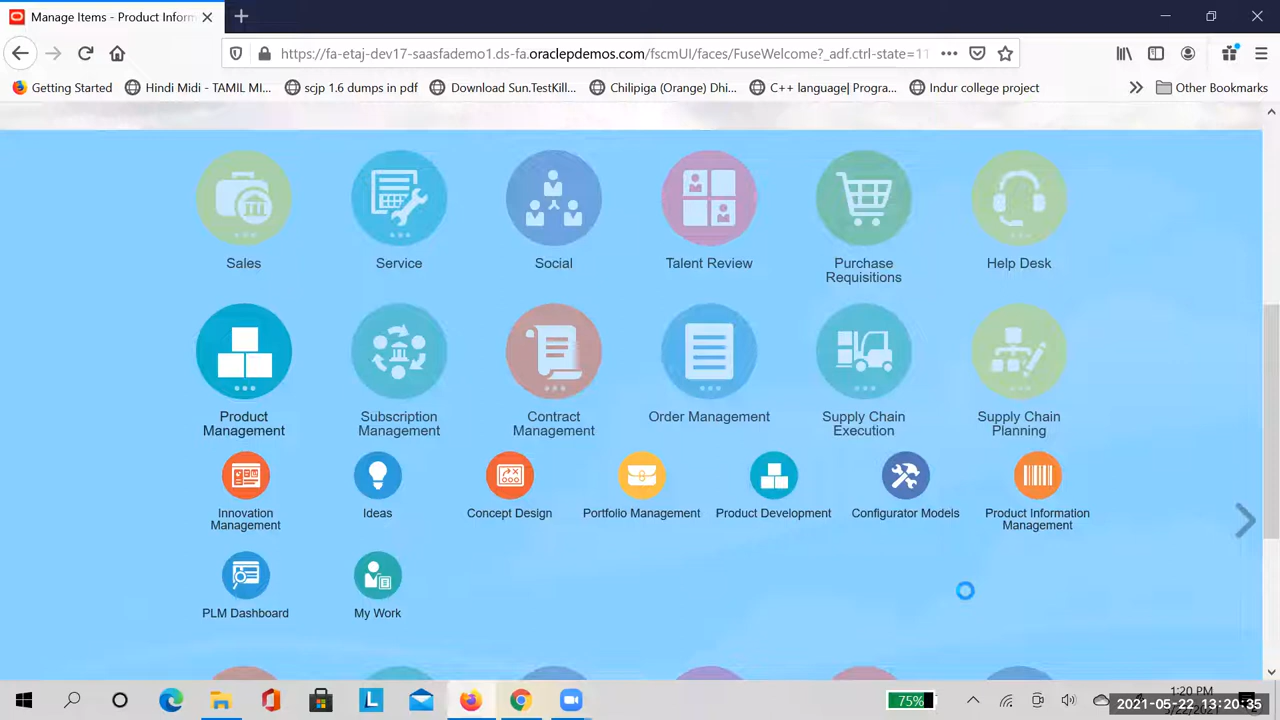 Manage Items - Product Inform
https://fa-etaj-dev17-saasfademo1.ds-fa.oraclepdemos.com/fscmUI/faces/FuseWelcome?_adf.ctrl-state=11
Getting Started
Hindi Midi - TAMIL MI...
scjp 1.6 dumps in pdf
Download Sun.TestKill...
Chilipiga (Orange) Dhi...
C++ language| Progra...
Indur college project
Other Bookmarks
Sales
Service
Social
Talent Review
Purchase
Requisitions
Help Desk
Product
Management
Subscription
Management
Contract
Management
Order Management
Supply Chain
Execution
Supply Chain
Planning
Innovation
Management
Ideas
Concept Design
Portfolio Management
Product Development
Configurator Models
Product Information
Management
PLM Dashboard
My Work
75%
1:20 PM
2021-05-22 13:20:35